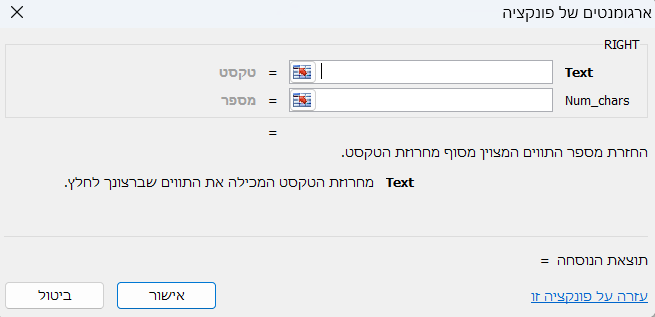 ארגומנטים של פונקציה
RIGHT
Text = טקסט
Num_chars = מספר
=
החזרת מספר התווים המצוין מסוף מחרוזת הטקסט.
Text מחרוזת הטקסט המכילה את התווים שברצונך לחלץ.
תוצאת הנוסחה =
עזרה על פונקציה זו
אישור
ביטול